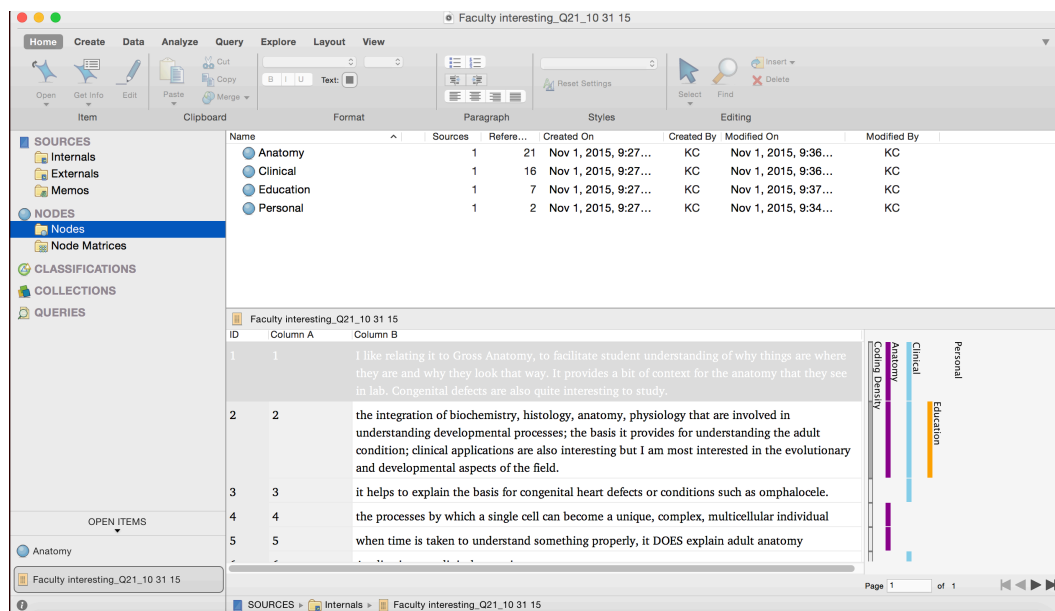 Faculty interesting_Q21_10 31 15
Home Create Data Analyze Query Explore Layout View
Open Get Info Edit Paste Cut Copy Merge B I U Text: Reset Settings Select Find Insert Delete
Item Clipboard Format Paragraph Styles Editing
SOURCES
Internals
Externals
Memos
NODES
Nodes
Node Matrices
CLASSIFICATIONS
COLLECTIONS
QUERIES
OPEN ITEMS
Anatomy
Faculty interesting_Q21_10 31 15
Name Sources Refere... Created On Created By Modified On Modified By
Anatomy 1 21 Nov 1, 2015, 9:27... KC Nov 1, 2015, 9:36... KC
Clinical 1 16 Nov 1, 2015, 9:27... KC Nov 1, 2015, 9:36... KC
Education 1 7 Nov 1, 2015, 9:27... KC Nov 1, 2015, 9:37... KC
Personal 1 2 Nov 1, 2015, 9:27... KC Nov 1, 2015, 9:34... KC
Faculty interesting_Q21_10 31 15
ID Column A Column B
1 1 I like relating it to Gross Anatomy, to facilitate student understanding of why things are where
they are and why they look that way. It provides a bit of context for the anatomy that they see
in lab. Congenital defects are also quite interesting to study.
2 2 the integration of biochemistry, histology, anatomy, physiology that are involved in
understanding developmental processes; the basis it provides for understanding the adult
condition; clinical applications are also interesting but I am most interested in the evolutionary
and developmental aspects of the field.
3 3 it helps to explain the basis for congenital heart defects or conditions such as omphalocele.
4 4 the processes by which a single cell can become a unique, complex, multicellular individual
5 5 when time is taken to understand something properly, it DOES explain adult anatomy
Coding Density
Anatomy
Clinical
Education
Personal
Page 1 of 1
SOURCES Internals Faculty interesting_Q21_10 31 15